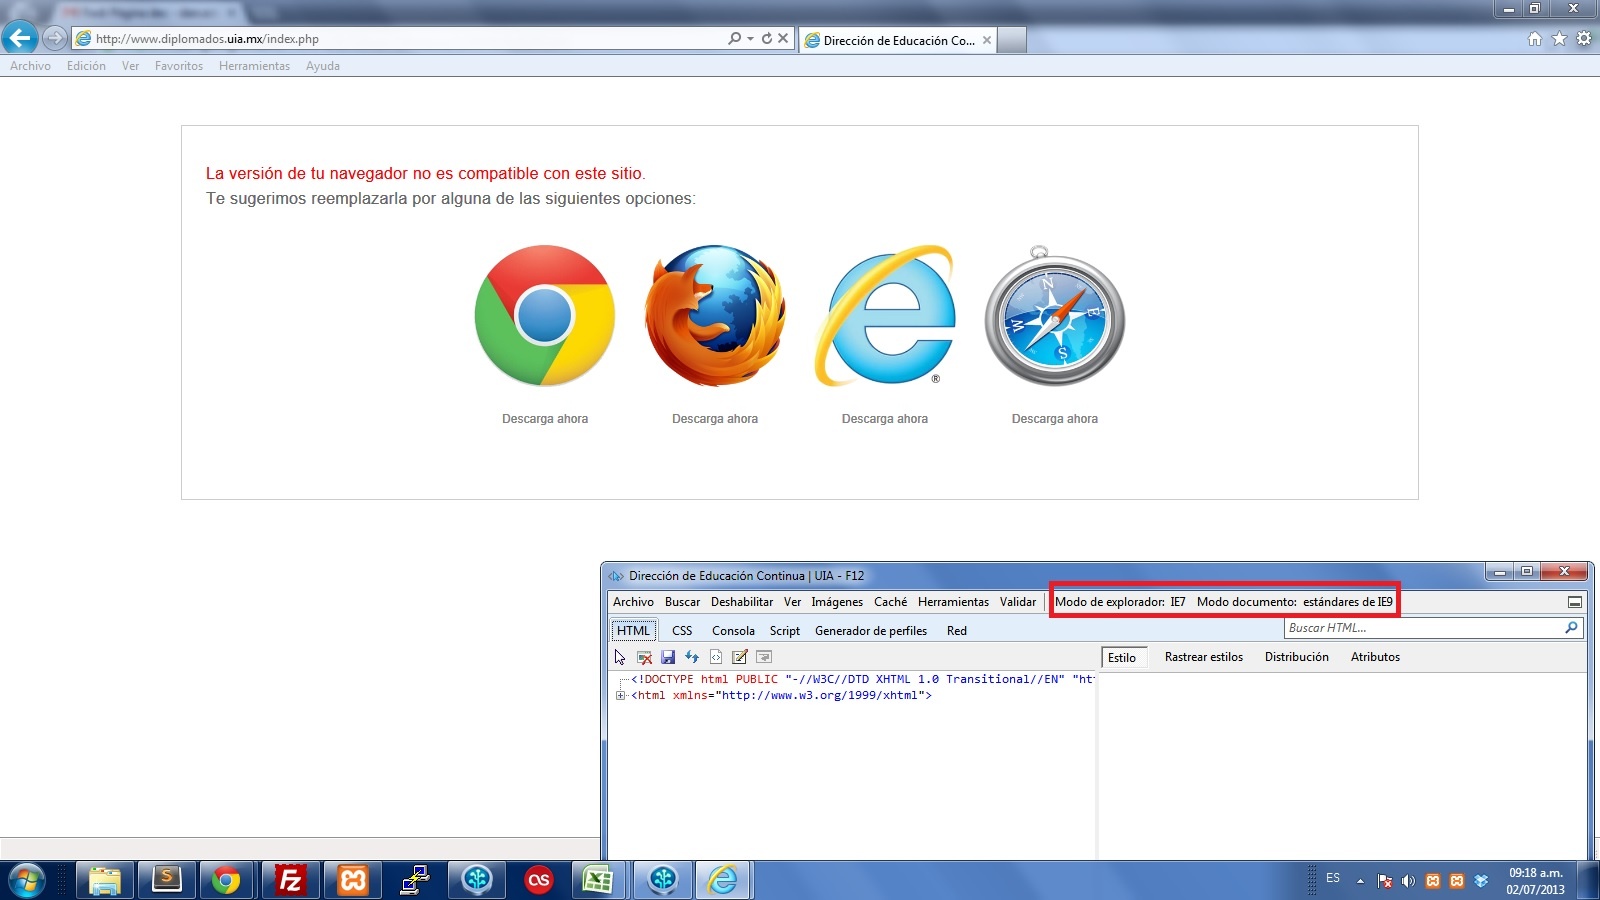 http://www.diplomados.uia.mx/index.php
Dirección de Educación Co...
Archivo Edición Ver Favoritos Herramientas Ayuda
La versión de tu navegador no es compatible con este sitio.
Te sugerimos reemplazarla por alguna de las siguientes opciones:
N E S W
®
Descarga ahora Descarga ahora Descarga ahora Descarga ahora
Dirección de Educación Continua | UIA - F12
Archivo Buscar Deshabilitar Ver Imágenes Caché Herramientas Validar Modo de explorador: IE7 Modo documento: estándares de IE9
HTML CSS Consola Script Generador de perfiles Red Buscar HTML...
Estilo Rastrear estilos Distribución Atributos
<!DOCTYPE html PUBLIC "-//W3C//DTD XHTML 1.0 Transitional//EN" "ht
<html xmlns="http://www.w3.org/1999/xhtml">
S
Fz
as
ES
09:18 a.m.
02/07/2013